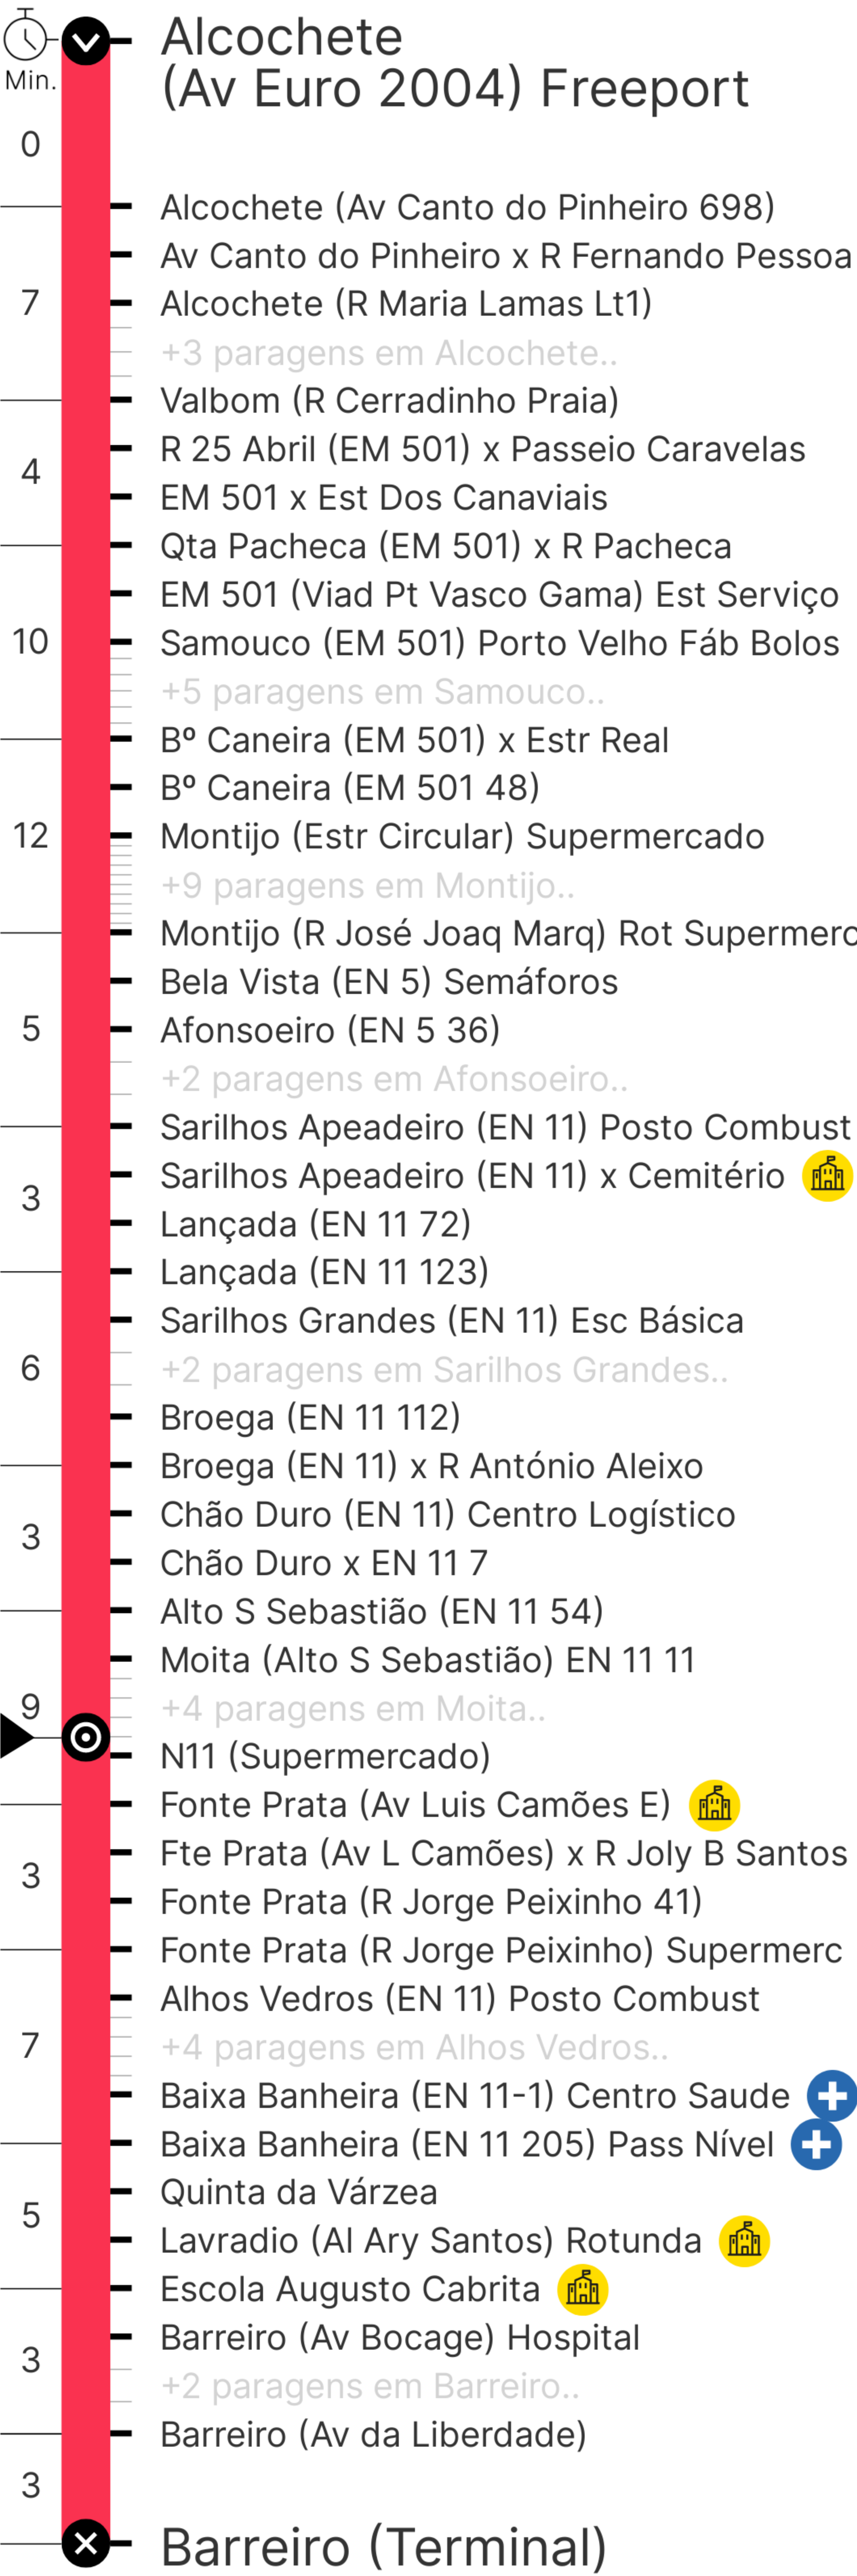 Alcochete
(Av Euro 2004) Freeport
Min.
0
Alcochete (Av Canto do Pinheiro 698)
Av Canto do Pinheiro x R Fernando Pessoa
7
Alcochete (R Maria Lamas Lt1)
+3 paragens em Alcochete..
Valbom (R Cerradinho Praia)
R 25 Abril (EM 501) x Passeio Caravelas
4
EM 501 x Est Dos Canaviais
Qta Pacheca (EM 501) x R Pacheca
EM 501 (Viad Pt Vasco Gama) Est Serviço
10
Samouco (EM 501) Porto Velho Fáb Bolos
+5 paragens em Samouco..
Bº Caneira (EM 501) x Estr Real
Bº Caneira (EM 501 48)
12
Montijo (Estr Circular) Supermercado
+9 paragens em Montijo..
Montijo (R José Joaq Marq) Rot Supermerc
Bela Vista (EN 5) Semáforos
5
Afonsoeiro (EN 5 36)
+2 paragens em Afonsoeiro..
Sarilhos Apeadeiro (EN 11) Posto Combust
Sarilhos Apeadeiro (EN 11) x Cemitério
3
Lançada (EN 11 72)
Lançada (EN 11 123)
Sarilhos Grandes (EN 11) Esc Básica
6
+2 paragens em Sarilhos Grandes..
Broega (EN 11 112)
Broega (EN 11) x R António Aleixo
Chão Duro (EN 11) Centro Logístico
3
Chão Duro x EN 11 7
Alto S Sebastião (EN 11 54)
Moita (Alto S Sebastião) EN 11 11
9
+4 paragens em Moita..
N11 (Supermercado)
Fonte Prata (Av Luis Camões E)
Fte Prata (Av L Camões) x R Joly B Santos
3
Fonte Prata (R Jorge Peixinho 41)
Fonte Prata (R Jorge Peixinho) Supermerc
Alhos Vedros (EN 11) Posto Combust
7
+4 paragens em Alhos Vedros..
Baixa Banheira (EN 11-1) Centro Saude
Baixa Banheira (EN 11 205) Pass Nível
Quinta da Várzea
5
Lavradio (Al Ary Santos) Rotunda
Escola Augusto Cabrita
Barreiro (Av Bocage) Hospital
3
+2 paragens em Barreiro..
Barreiro (Av da Liberdade)
3
Barreiro (Terminal)